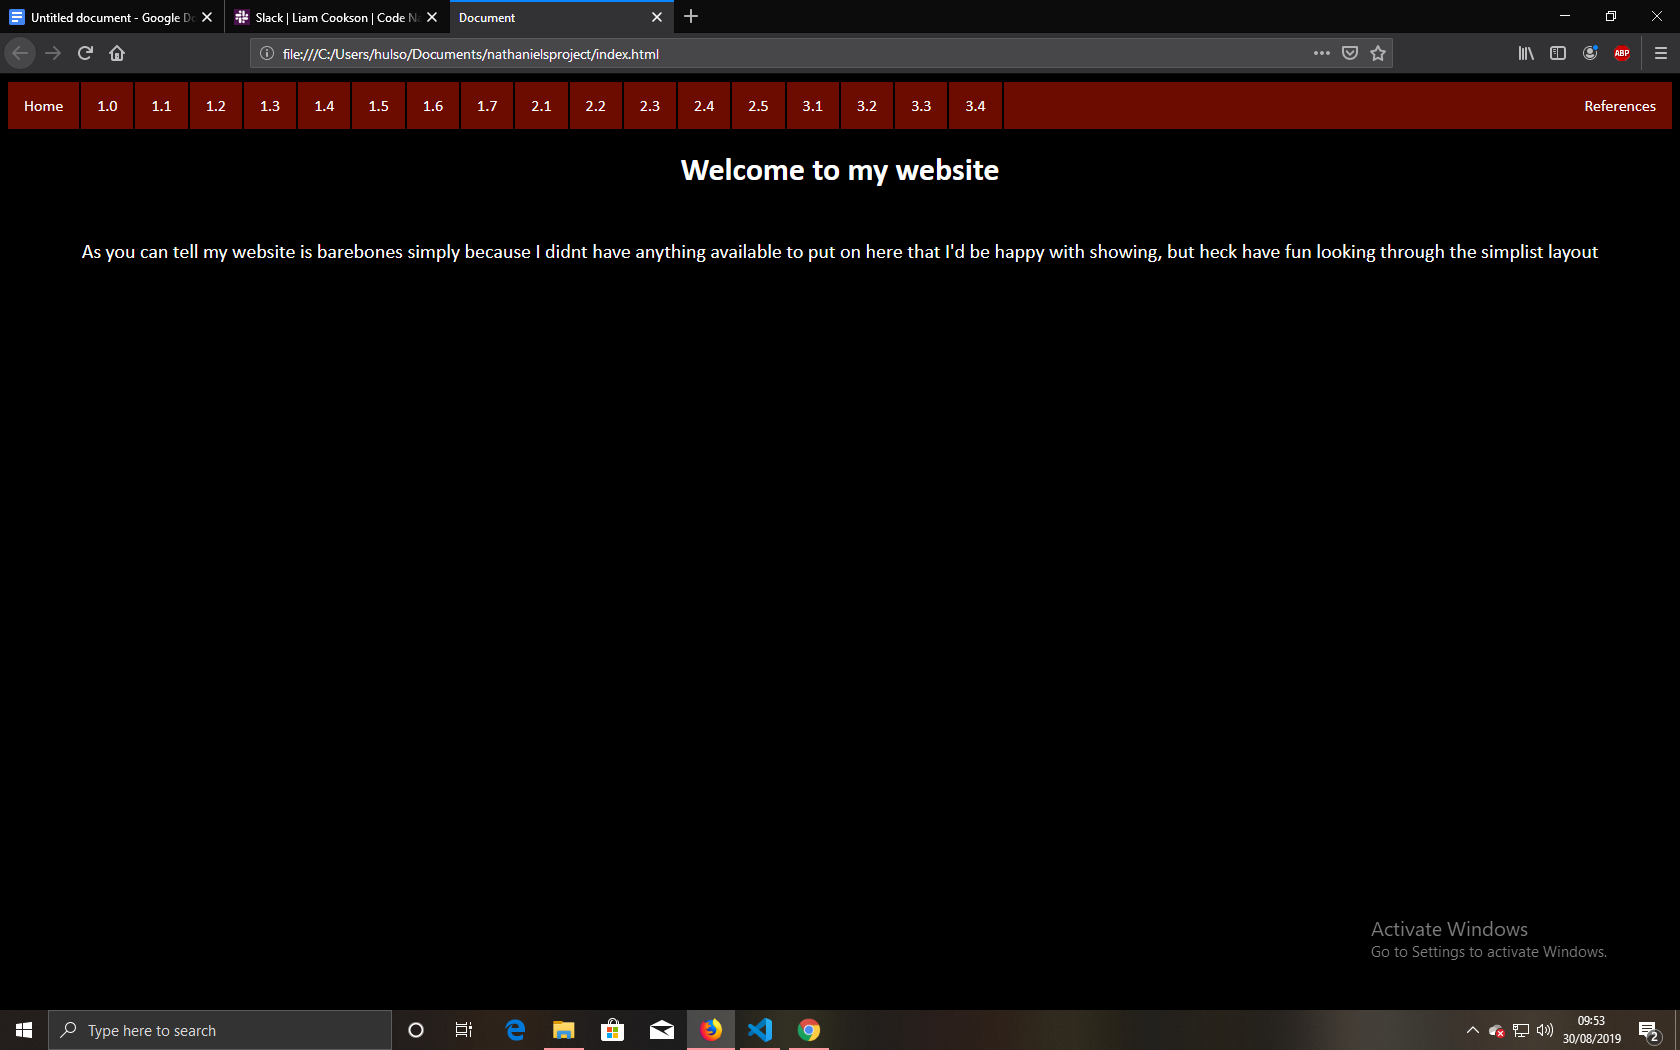 Untitled document - Google Do
Slack | Liam Cookson | Code Na
Document
file:///C:/Users/hulso/Documents/nathanielsproject/index.html
ABP
Home 1.0 1.1 1.2 1.3 1.4 1.5 1.6 1.7 2.1 2.2 2.3 2.4 2.5 3.1 3.2 3.3 3.4 References
Welcome to my website
As you can tell my website is barebones simply because I didnt have anything available to put on here that I'd be happy with showing, but heck have fun looking through the simplist layout
Activate Windows
Go to Settings to activate Windows.
Type here to search
09:53
30/08/2019
2